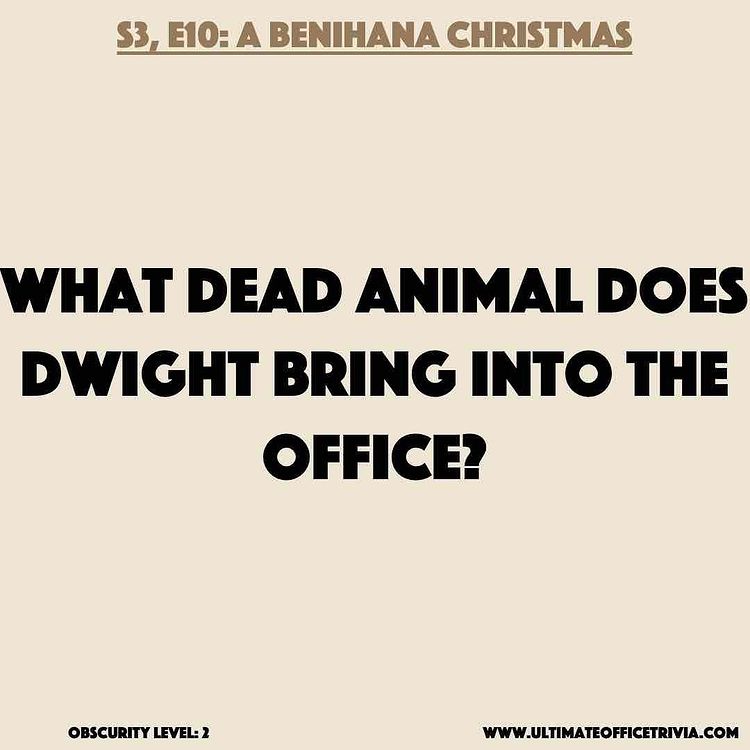 S3, E10: A BENIHANA CHRISTMAS
WHAT DEAD ANIMAL DOES
DWIGHT BRING INTO THE
OFFICE?
OBSCURITY LEVEL: 2
WWW.ULTIMATEOFFICETRIVIA.COM